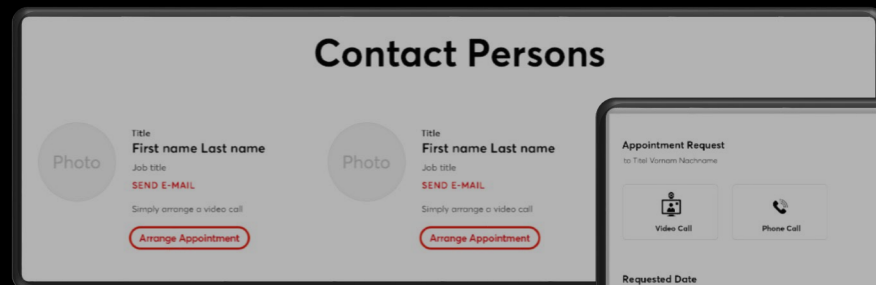 Contact Persons
Photo
Title
First name Last name
Job title
SEND E-MAIL
Simply arrange a video call
Arrange Appointment
Photo
Title
First name Last name
Job title
SEND E-MAIL
Simply arrange a video call
Arrange Appointment
Appointment Request
to Titel Vornam Nachname
Video Call
Phone Call
Requested Date